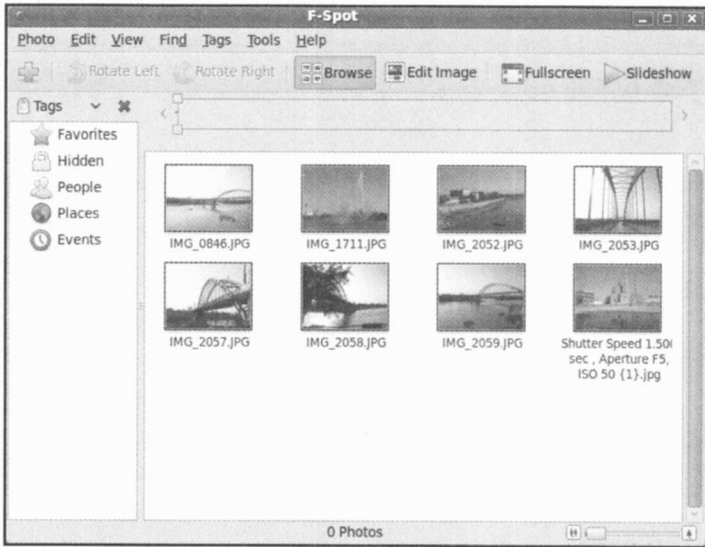 F-Spot
Photo Edit View Find Tags Tools Help
Rotate Left Rotate Right Browse Edit Image Fullscreen Slideshow
Tags
Favorites
Hidden
People
Places
Events
IMG_0846.JPG IMG_1711.JPG IMG_2052.JPG IMG_2053.JPG
IMG_2057.JPG IMG_2058.JPG IMG_2059.JPG Shutter Speed 1.50
sec , Aperture F5,
ISO 50 {1}.jpg
0 Photos